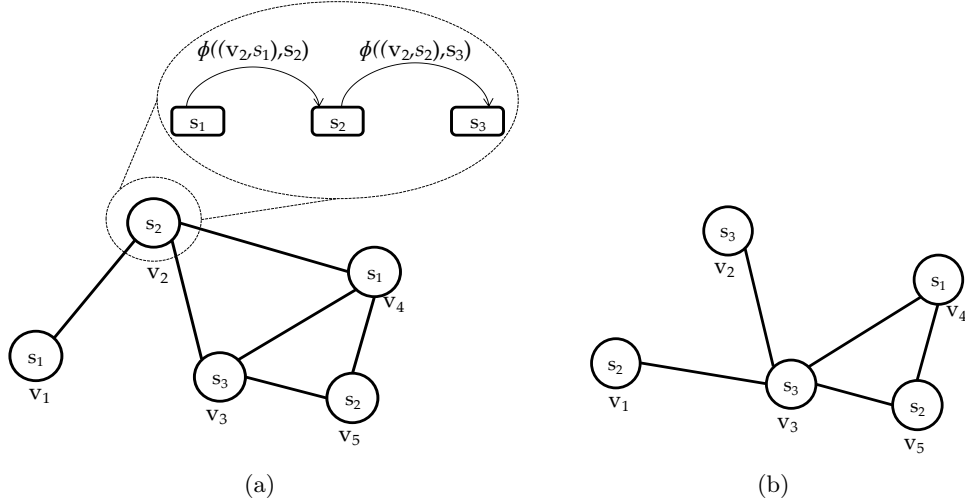 ϕ((v₂,s₁),s₂) ϕ((v₂,s₂),s₃)
s₁ s₂ s₃
s₂
v₂
s₁
v₄
s₁
v₁
s₃
v₃
s₂
v₅
(a)
s₃
v₂
s₁
v₄
s₂
v₁
s₃
v₃
s₂
v₅
(b)